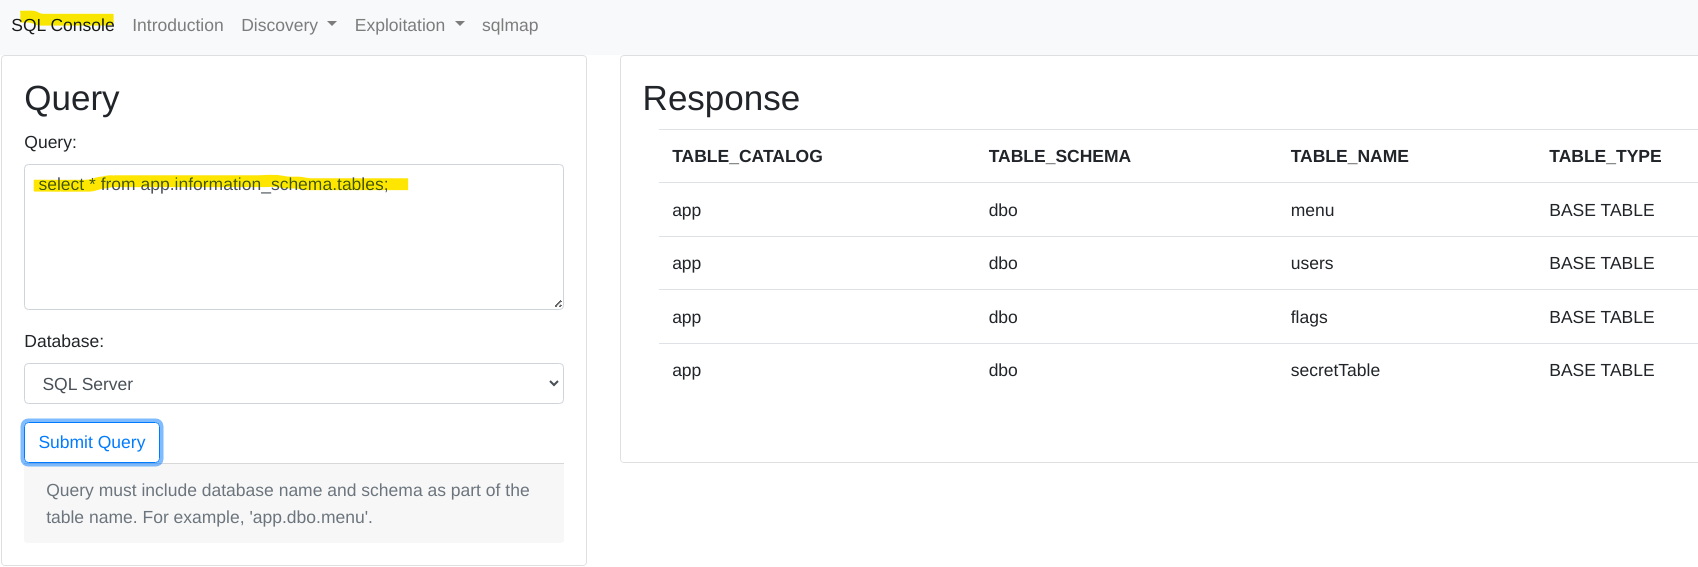 SQL Console Introduction Discovery Exploitation sqlmap
Query
Query:
select * from app.information_schema.tables;
Database:
SQL Server
Submit Query
Query must include database name and schema as part of the
table name. For example, 'app.dbo.menu'.
Response
TABLE_CATALOG TABLE_SCHEMA TABLE_NAME TABLE_TYPE
app dbo menu BASE TABLE
app dbo users BASE TABLE
app dbo flags BASE TABLE
app dbo secretTable BASE TABLE